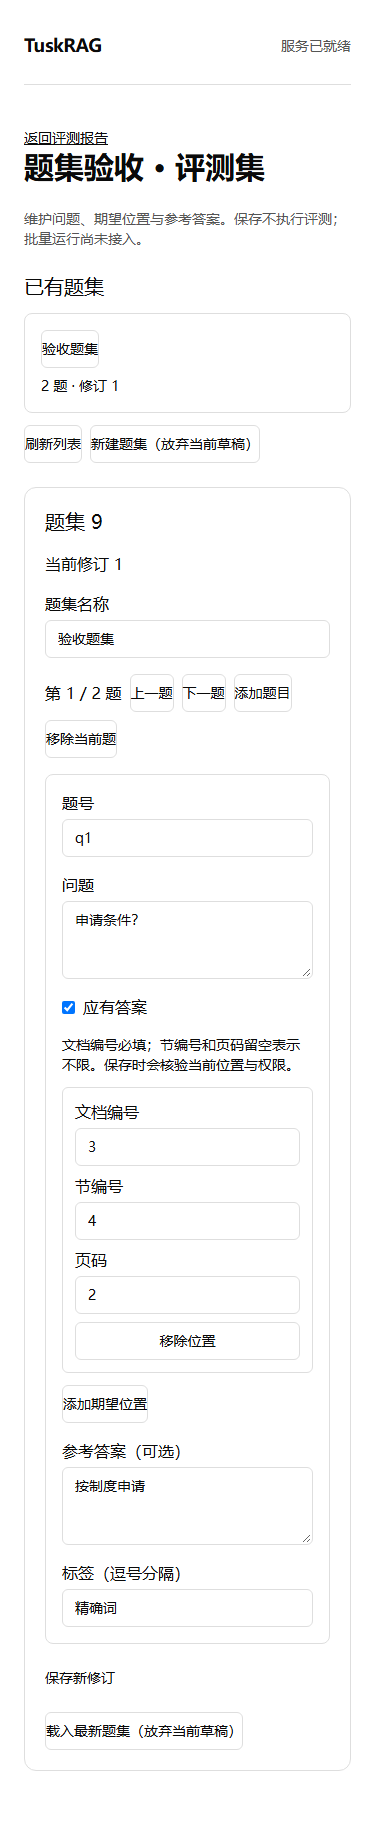 TuskRAG
服务已就绪
返回评测报告
题集验收 · 评测集
维护问题、期望位置与参考答案。保存不执行评测；
批量运行尚未接入。
已有题集
验收题集
2 题 · 修订 1
刷新列表
新建题集（放弃当前草稿）
题集 9
当前修订 1
题集名称
验收题集
第 1 / 2 题
上一题
下一题
添加题目
移除当前题
题号
q1
问题
申请条件？
应有答案
文档编号必填；节编号和页码留空表示
不限。保存时会核验当前位置与权限。
文档编号
3
节编号
4
页码
2
移除位置
添加期望位置
参考答案（可选）
按制度申请
标签（逗号分隔）
精确词
保存新修订
载入最新题集（放弃当前草稿）